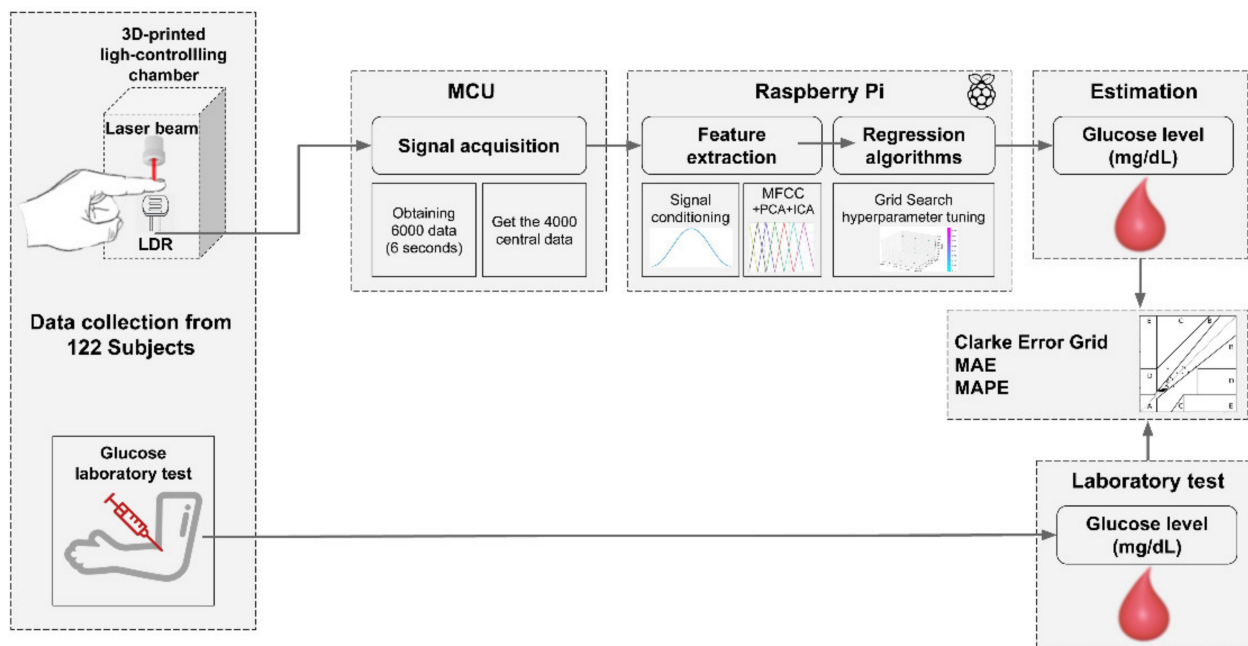 3D-printed
ligh-controllling
chamber
Laser beam
LDR
Data collection from
122 Subjects
Glucose
laboratory test
MCU
Signal acquisition
Obtaining
6000 data
(6 seconds)
Get the 4000
central data
Raspberry Pi
Feature
extraction
Regression
algorithms
Signal
conditioning
MFCC
+PCA+ICA
Grid Search
hyperparameter tuning
Estimation
Glucose level
(mg/dL)
Clarke Error Grid
MAE
MAPE
E
C
B
B
D
D
A
C
E
Laboratory test
Glucose level
(mg/dL)